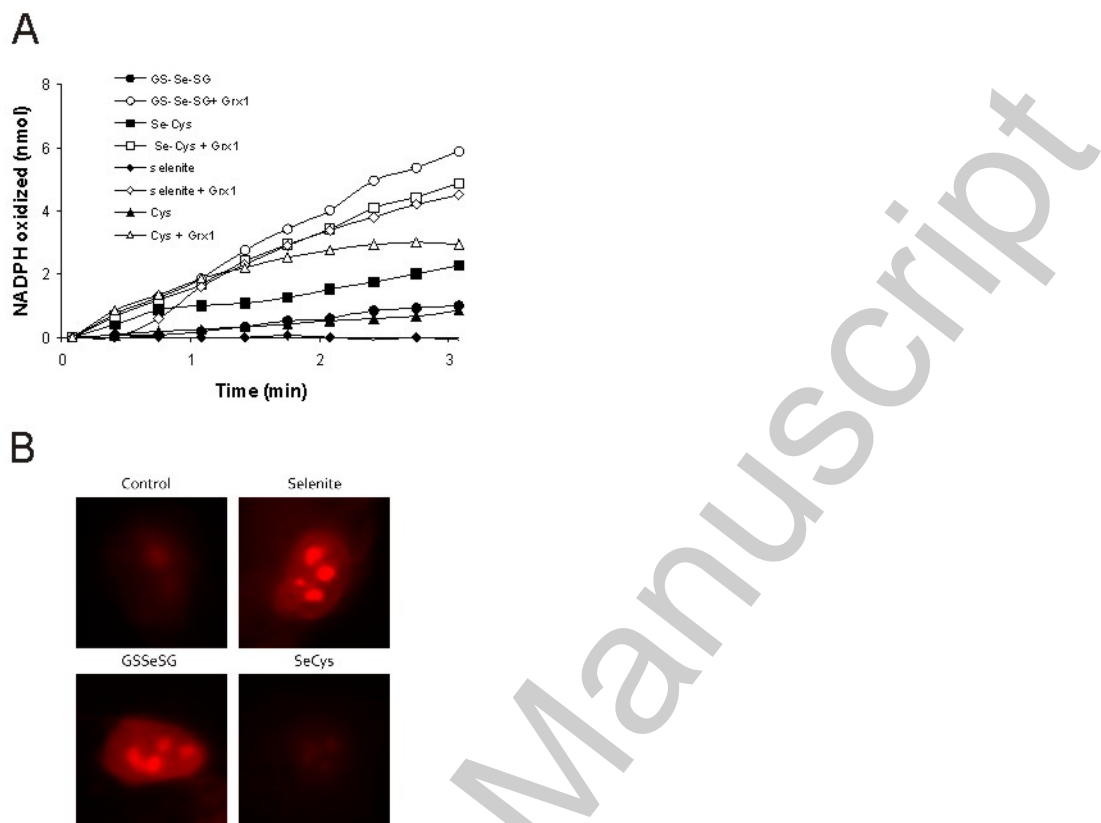 A
NADPH oxidized (nmol)
8
6
4
2
0
GS-Se-SG
GS-Se-SG+ Grx1
Se-Cys
Se-Cys + Grx1
selenite
selenite + Grx1
Cys
Cys + Grx1
0 1 2 3
Time (min)
B
Control Selenite
GSSeSG SeCys
Manuscript